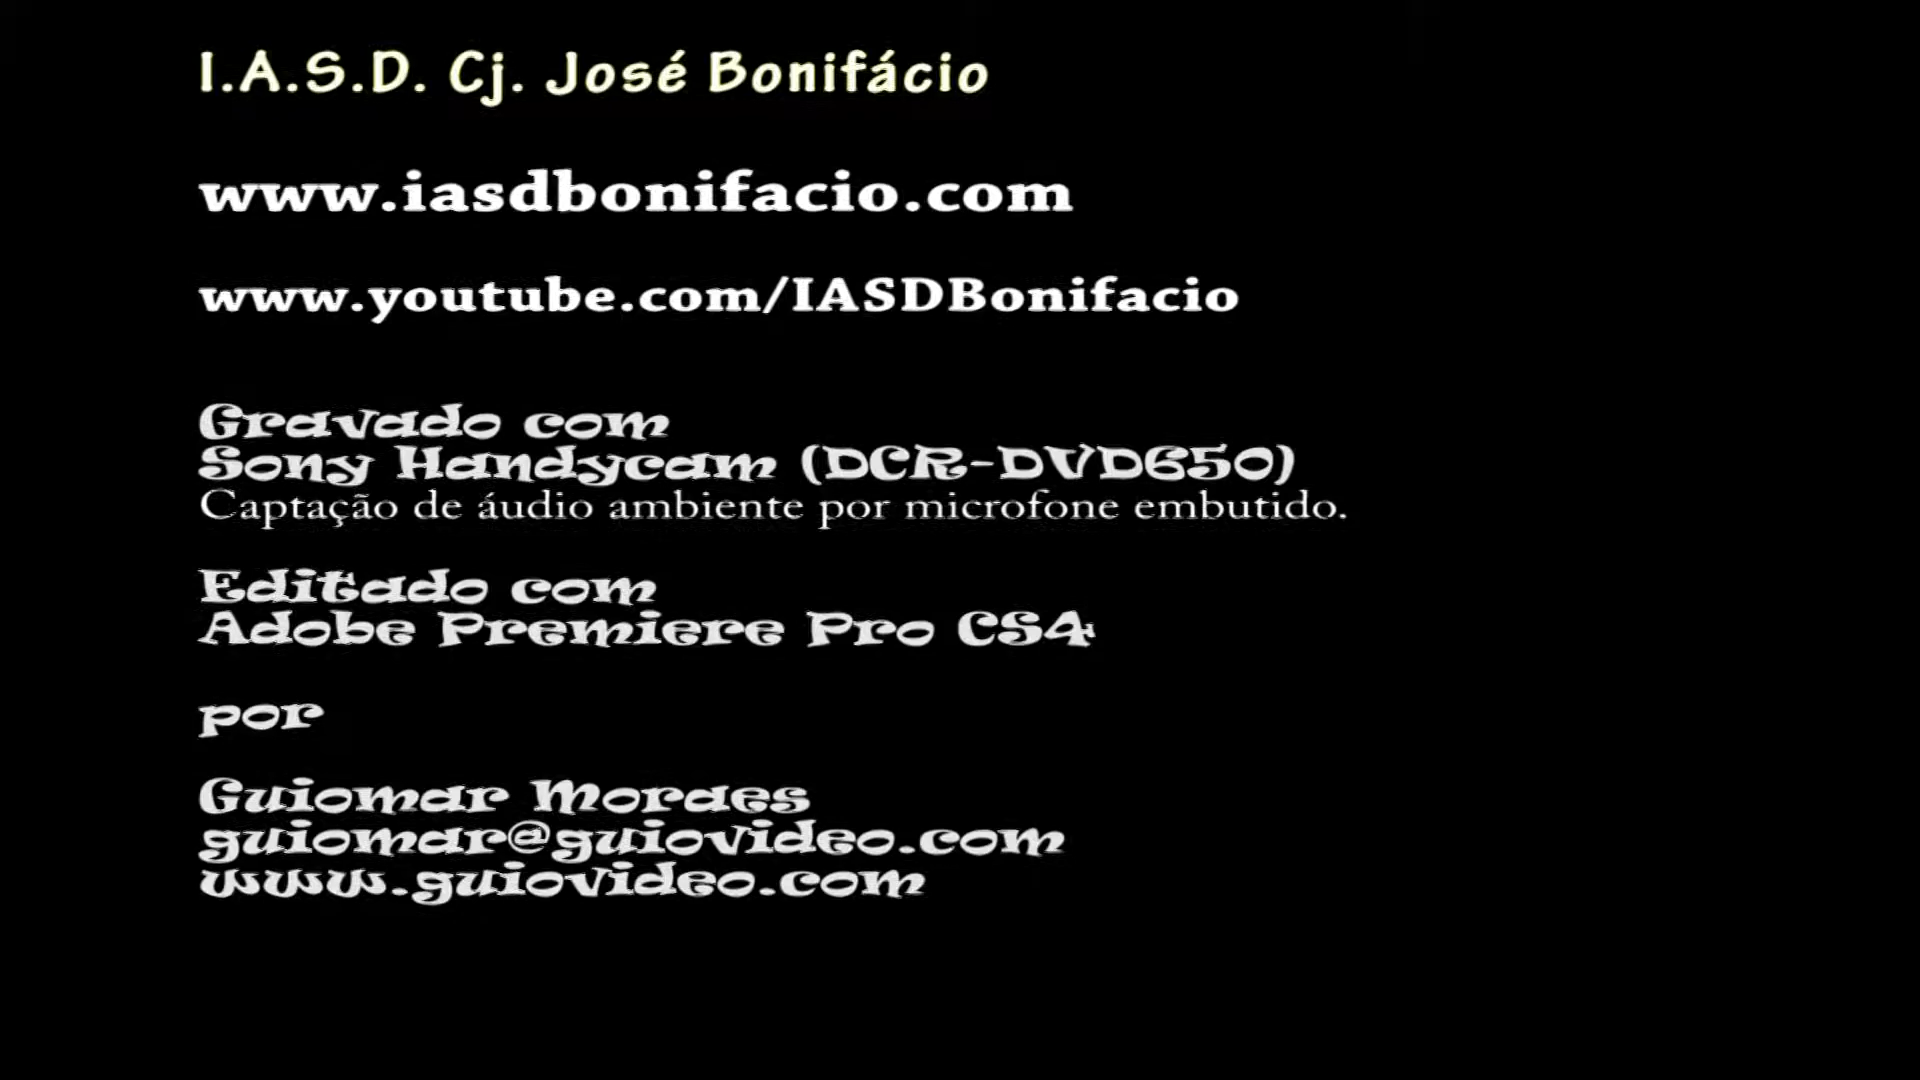 I.A.S.D. Cj. José Bonifácio
www.iasdbonifacio.com
www.youtube.com/IASDBonifacio
Gravado com
Sony Handycam (DCR-DVD650)
Captação de áudio ambiente por microfone embutido.
Editado com
Adobe Premiere Pro CS4
por
Guiomar Moraes
guiomar@guiovideo.com
www.guiovideo.com